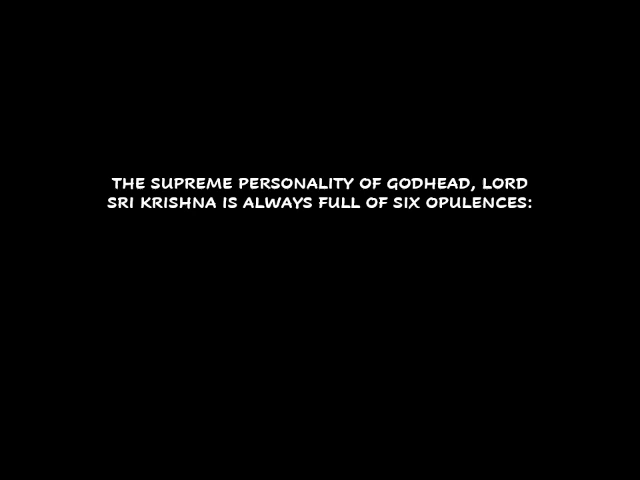 THE SUPREME PERSONALITY OF GODHEAD, LORD
SRI KRISHNA IS ALWAYS FULL OF SIX OPULENCES: